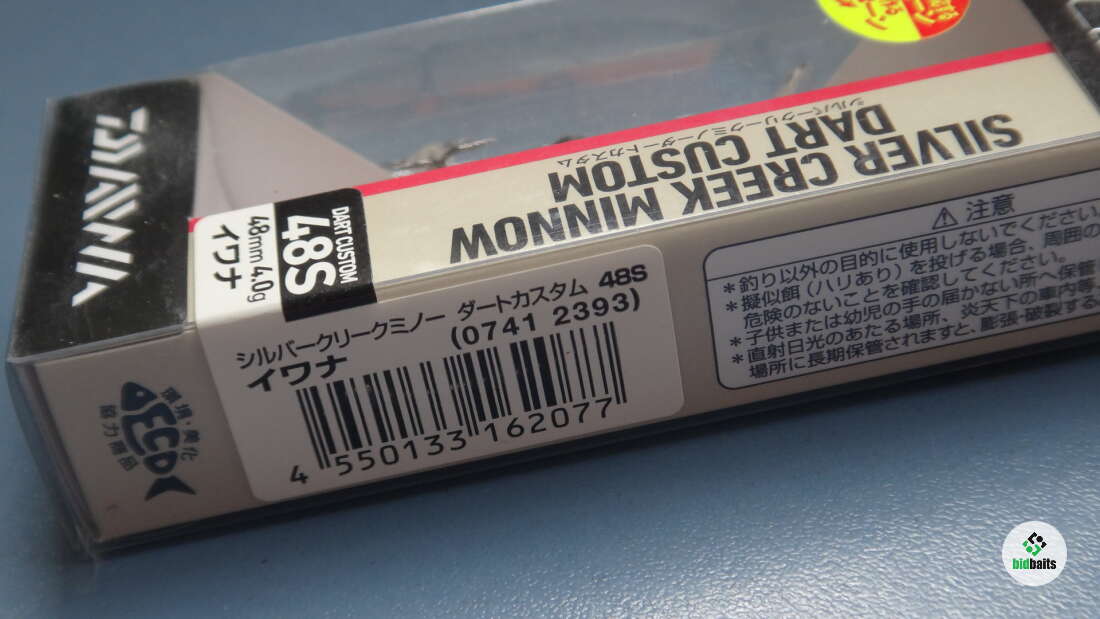 DAIWA
SILVER CREEK MINNOW
DART CUSTOM
シルバークリークミノーダートカスタム
DART CUSTOM
48S
48mm 4.0g
イワナ
シルバークリークミノー ダートカスタム 48S
イワナ (0741 2393)
4 550133 162077
環境・美化
ECO
協力商品
⚠ 注意
*釣り以外の目的に使用しないでください。
*擬似餌(ハリあり)を投げる場合、周囲の
危険のないことを確認してください。
*子供または幼児の手の届かない所へ保管
*直射日光のあたる場所、炎天下の車内等、
場所に長期保管されますと、膨張・破裂する
bidbaits